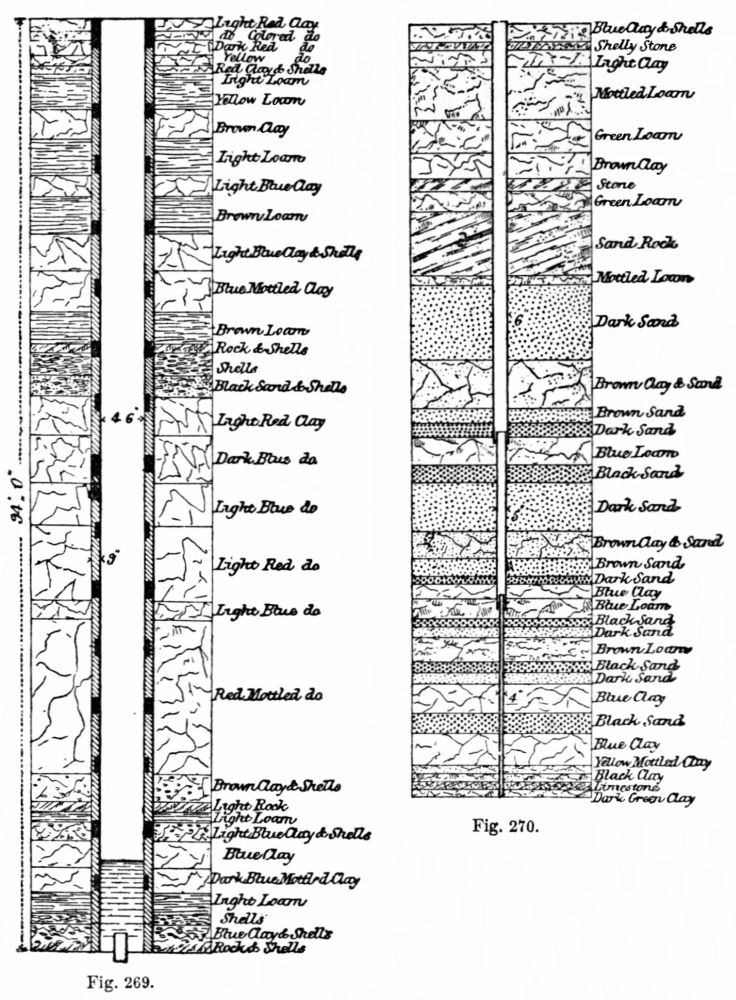 Light Red Clay
do Colored do
Dark Red do
Yellow do
Red Clay & Shells
Light Loam
Yellow Loam
Brown Clay
Light Loam
Light Blue Clay
Brown Loam
Light Blue Clay & Shells
Blue Mottled Clay
Brown Loam
Rock & Shells
Shells
Black Sand & Shells
4 6"
Light Red Clay
Dark Blue do
94'. 0"
Light Blue do
9"
Light Red do
Light Blue do
Red Mottled do
Brown Clay & Shells
Light Rock
Light Loam
Light Blue Clay & Shells
Blue Clay
Dark Blue Mottled Clay
Light Loam
Shells
Blue Clay & Shells
Rock & Shells
Fig. 269.
Blue Clay & Shells
Shelly Stone
Light Clay
Mottled Loam
Green Loam
Brown Clay
Stone
Green Loam
Sand Rock
Mottled Loam
6"
Dark Sand
Brown Clay & Sand
Brown Sand
Dark Sand
Blue Loam
Black Sand
Dark Sand
5"
Brown Clay & Sand
Brown Sand
Dark Sand
Blue Clay
Blue Loam
Black Sand
Dark Sand
Brown Loam
Black Sand
Dark Sand
4"
Blue Clay
Black Sand
Blue Clay
Yellow Mottled Clay
Black Clay
Limestone
Dark Green Clay
Fig. 270.